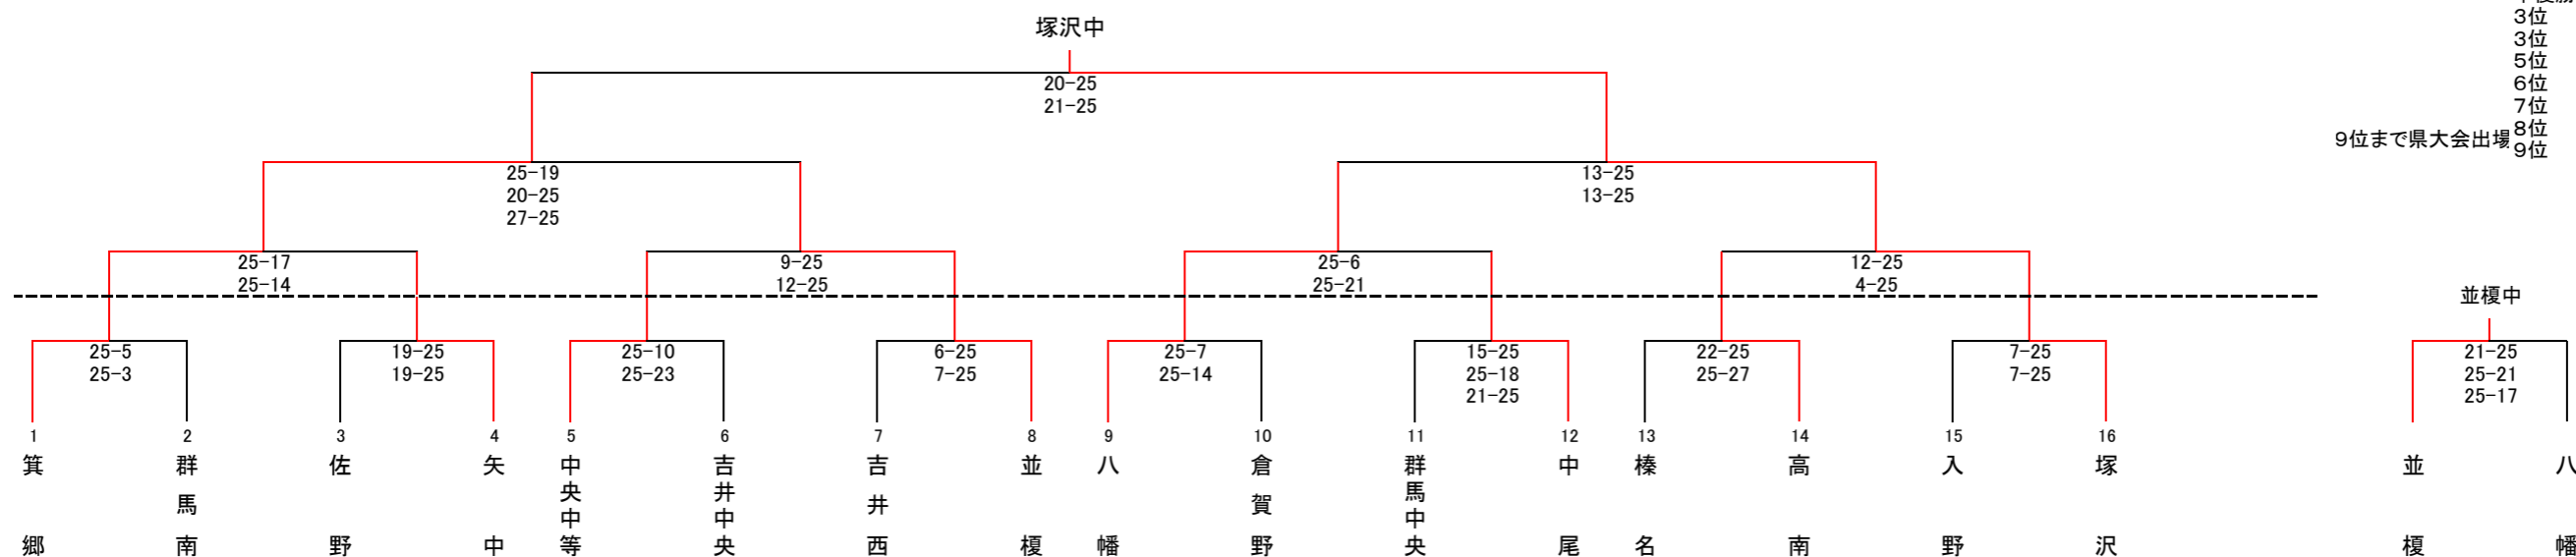 塚沢中
3位
3位
5位
6位
7位
8位
9位
9位まで県大会出場
20-25
21-25
25-19
20-25
27-25
13-25
13-25
25-17
25-14
9-25
12-25
25-6
25-21
12-25
4-25
並榎中
25-5
25-3
19-25
19-25
25-10
25-23
6-25
7-25
25-7
25-14
15-25
25-18
21-25
22-25
25-27
7-25
7-25
21-25
25-21
25-17
1
2
3
4
5
6
7
8
9
10
11
12
13
14
15
16
箕郷
群馬南
佐野
矢中
中央中等
吉井中央
吉井西
並榎
八幡
倉賀野
群馬中央
中尾
榛名
高南
入野
塚沢
並榎
八幡